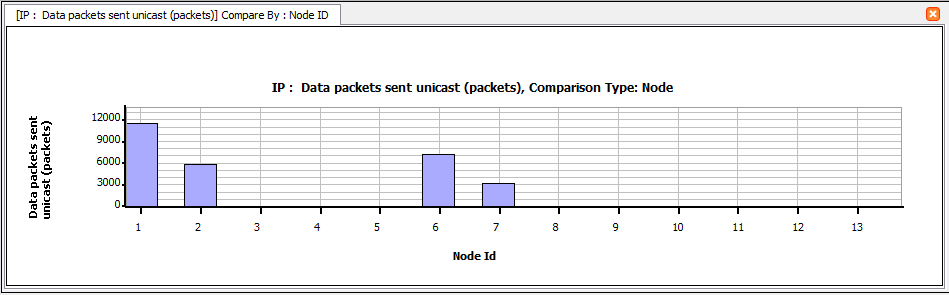 [IP :  Data packets sent unicast (packets)] Compare By : Node ID
IP :  Data packets sent unicast (packets), Comparison Type: Node
Data packets sent
unicast (packets)
12000
9000
6000
3000
0
1 2 3 4 5 6 7 8 9 10 11 12 13
Node Id